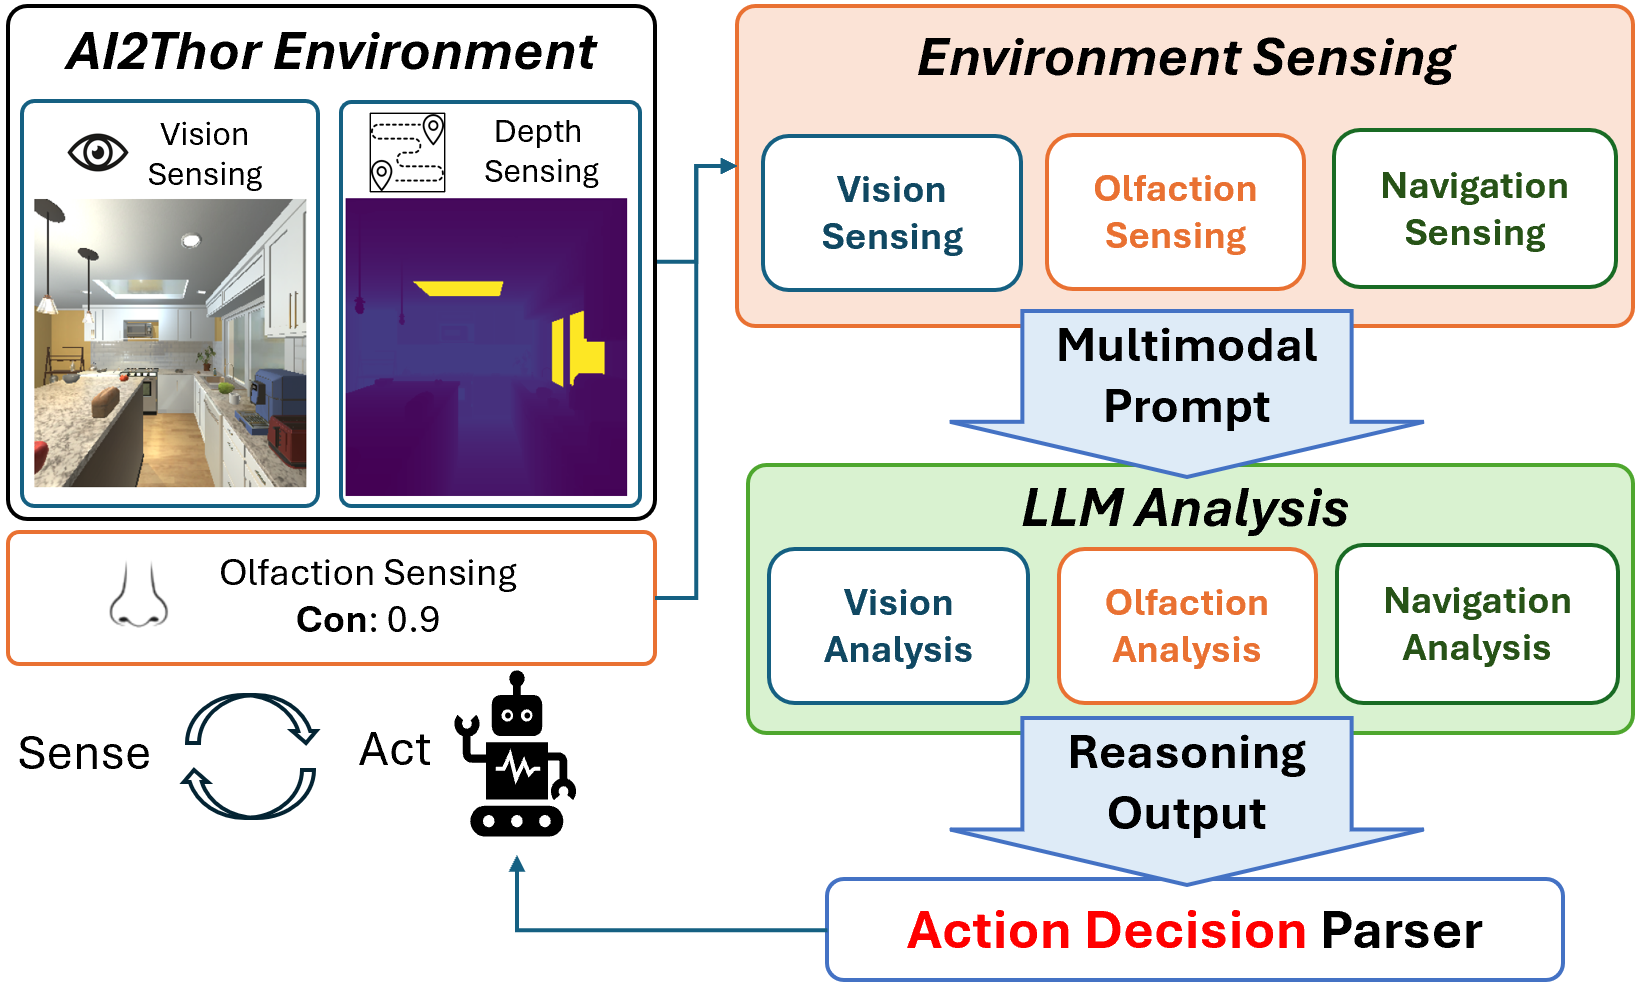 AI2Thor Environment
Vision
Sensing
Depth
Sensing
Olfaction Sensing
Con: 0.9
Sense
Act
Environment Sensing
Vision
Sensing
Olfaction
Sensing
Navigation
Sensing
Multimodal
Prompt
LLM Analysis
Vision
Analysis
Olfaction
Analysis
Navigation
Analysis
Reasoning
Output
Action Decision Parser